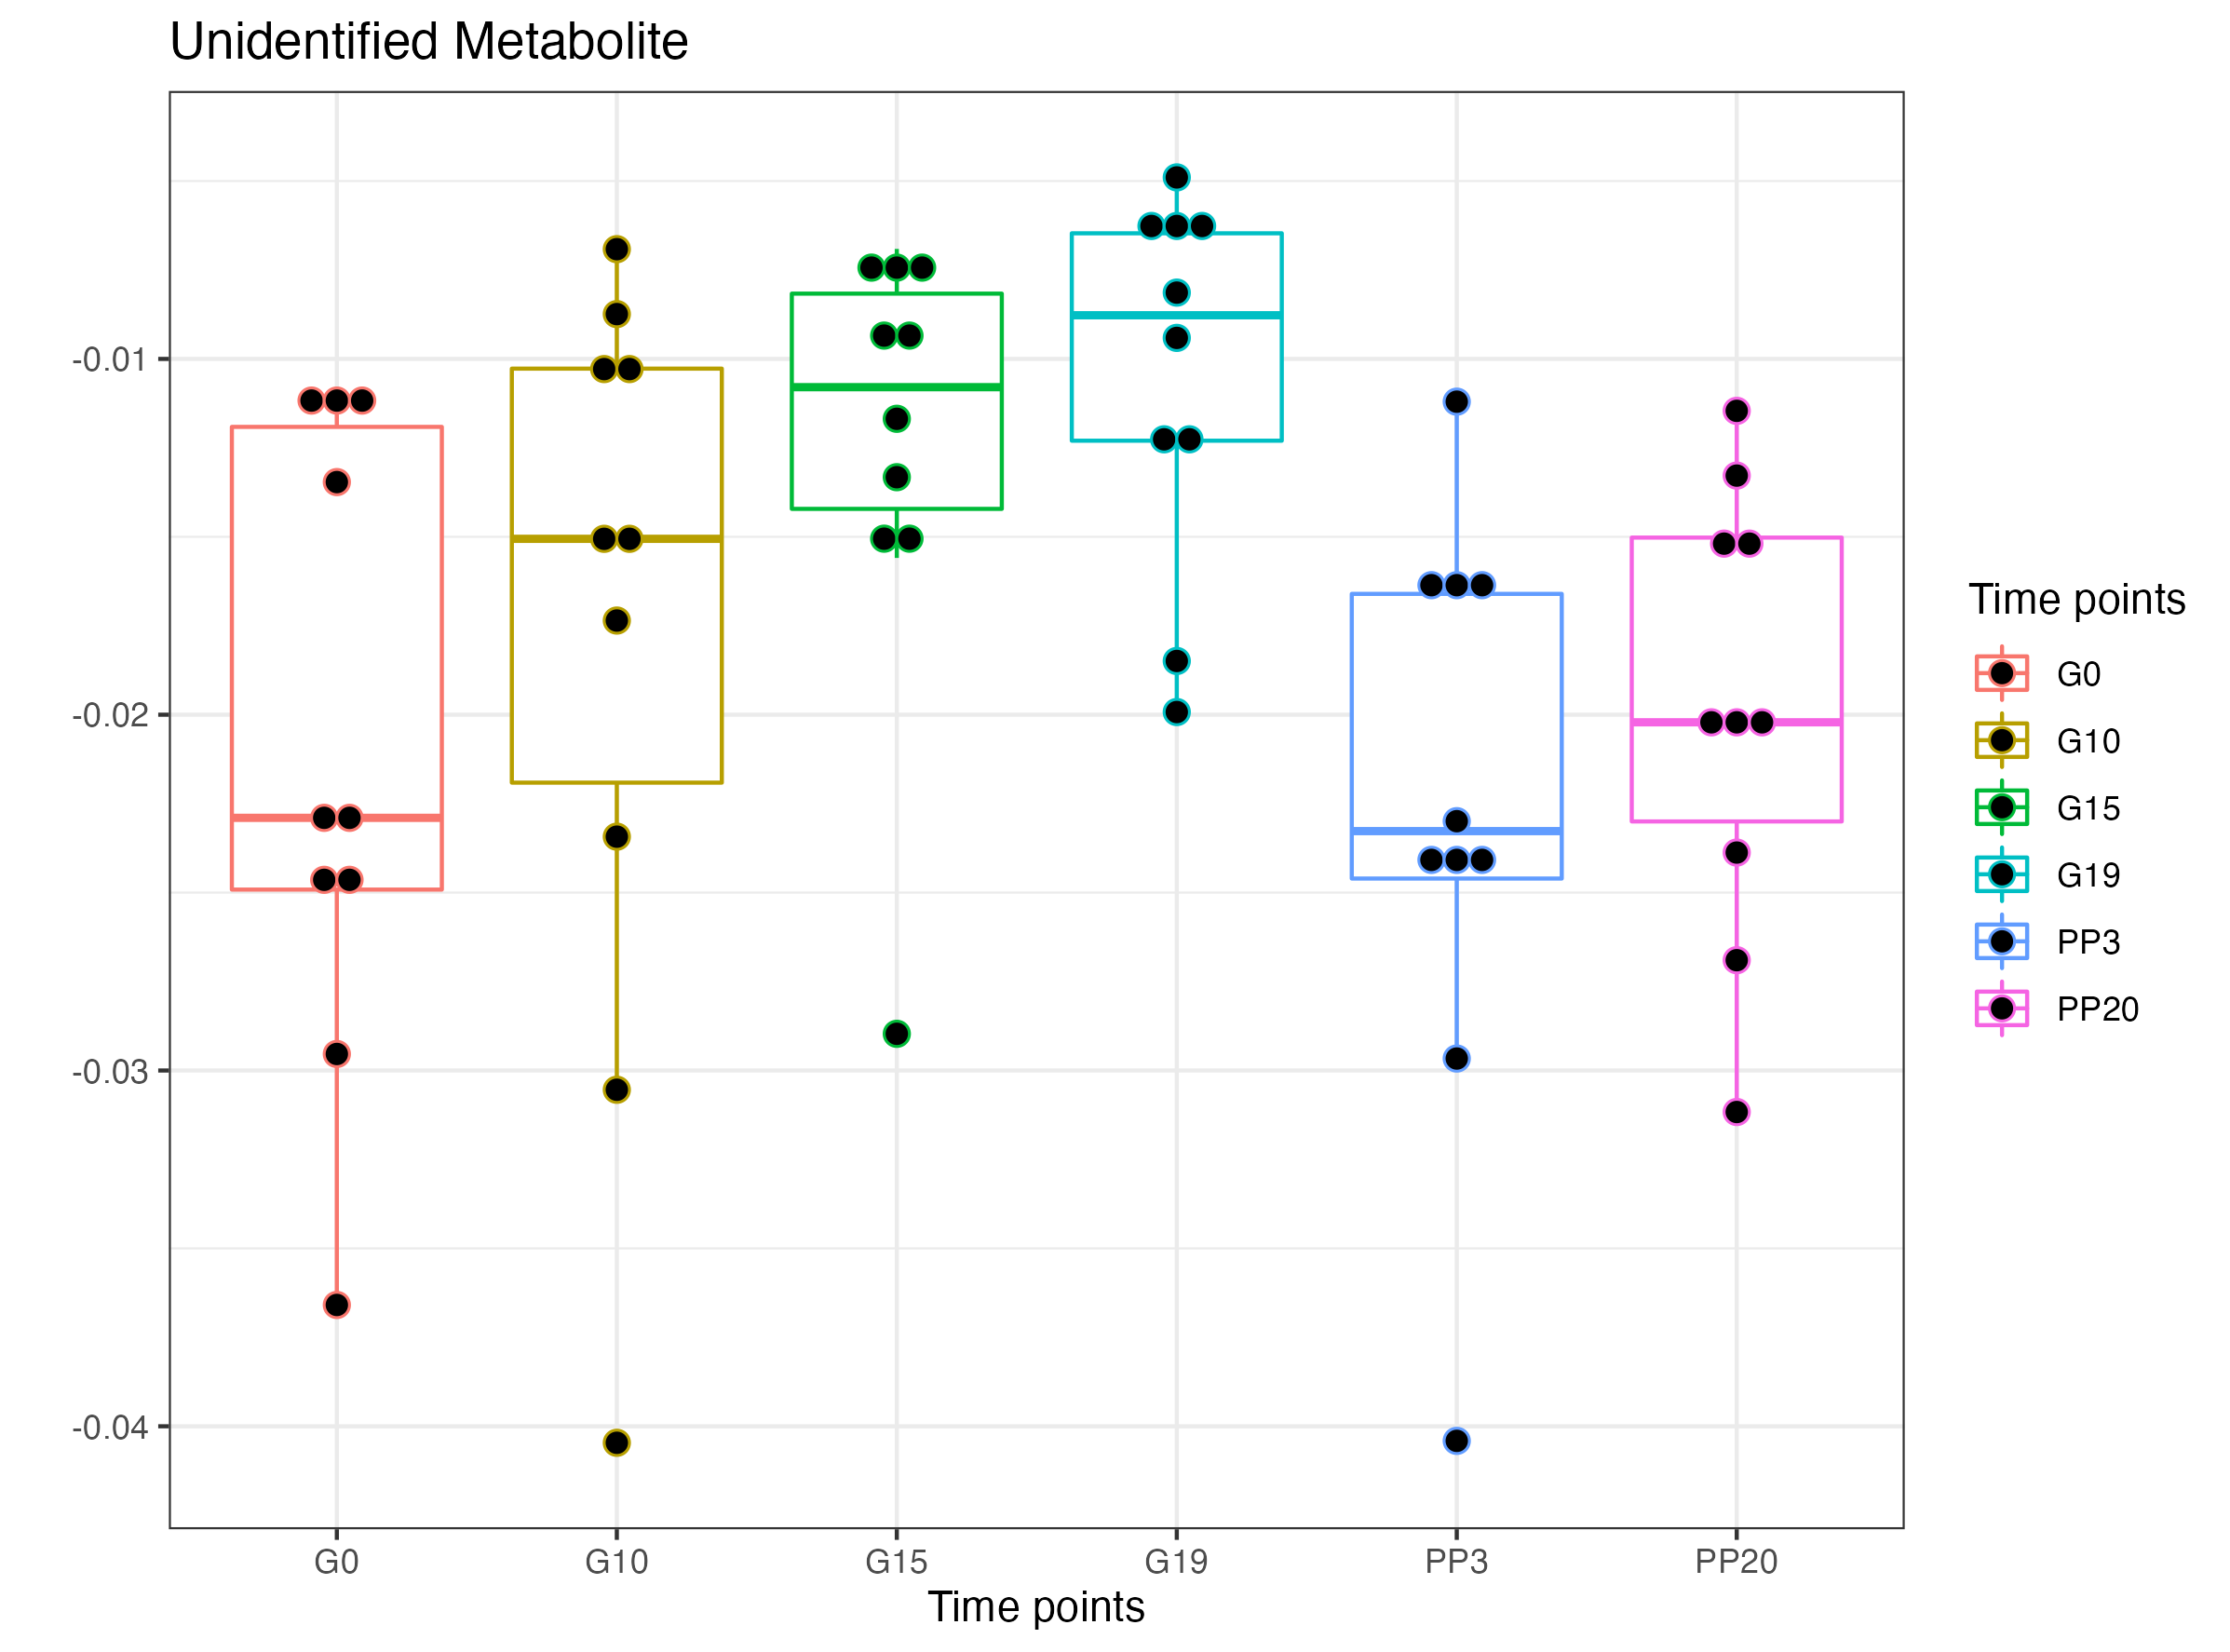 Unidentified Metabolite
-0.01
-0.02
-0.03
-0.04
G0 G10 G15 G19 PP3 PP20
Time points
Time points
G0
G10
G15
G19
PP3
PP20